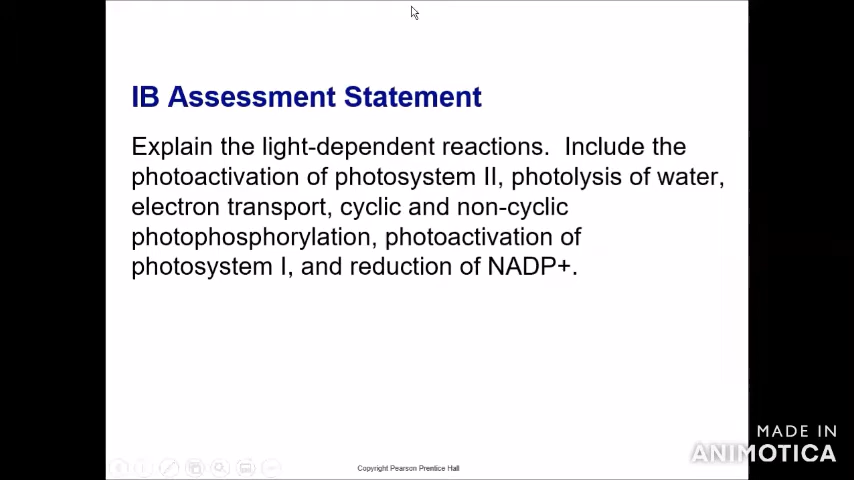 IB Assessment Statement
Explain the light-dependent reactions.  Include the
photoactivation of photosystem II, photolysis of water,
electron transport, cyclic and non-cyclic
photophosphorylation, photoactivation of
photosystem I, and reduction of NADP+.
MADE IN
ANIMOTICA
Copyright Pearson Prentice Hall